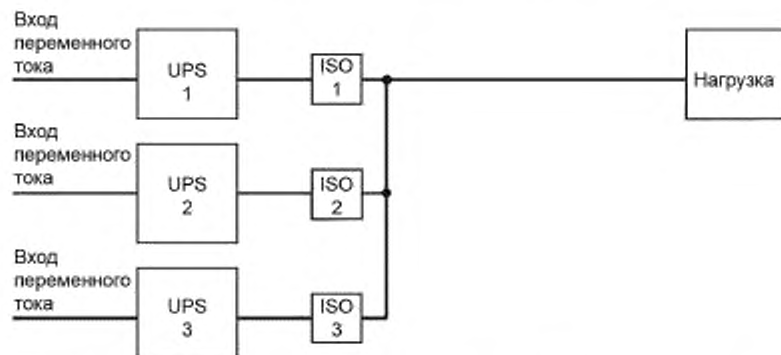 Вход
переменного
тока
UPS
1
ISO
1
Нагрузка
Вход
переменного
тока
UPS
2
ISO
2
Вход
переменного
тока
UPS
3
ISO
3